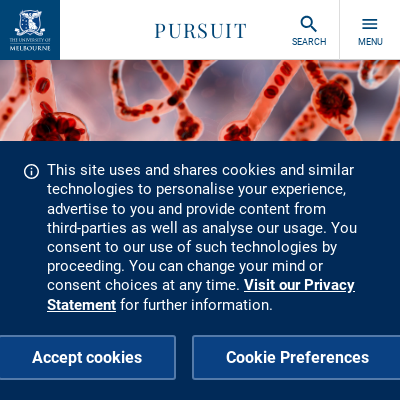 THE UNIVERSITY OF
MELBOURNE
PURSUIT
SEARCH
MENU
This site uses and shares cookies and similar
technologies to personalise your experience,
advertise to you and provide content from
third-parties as well as analyse our usage. You
consent to our use of such technologies by
proceeding. You can change your mind or
consent choices at any time. Visit our Privacy
Statement for further information.
Accept cookies
Cookie Preferences